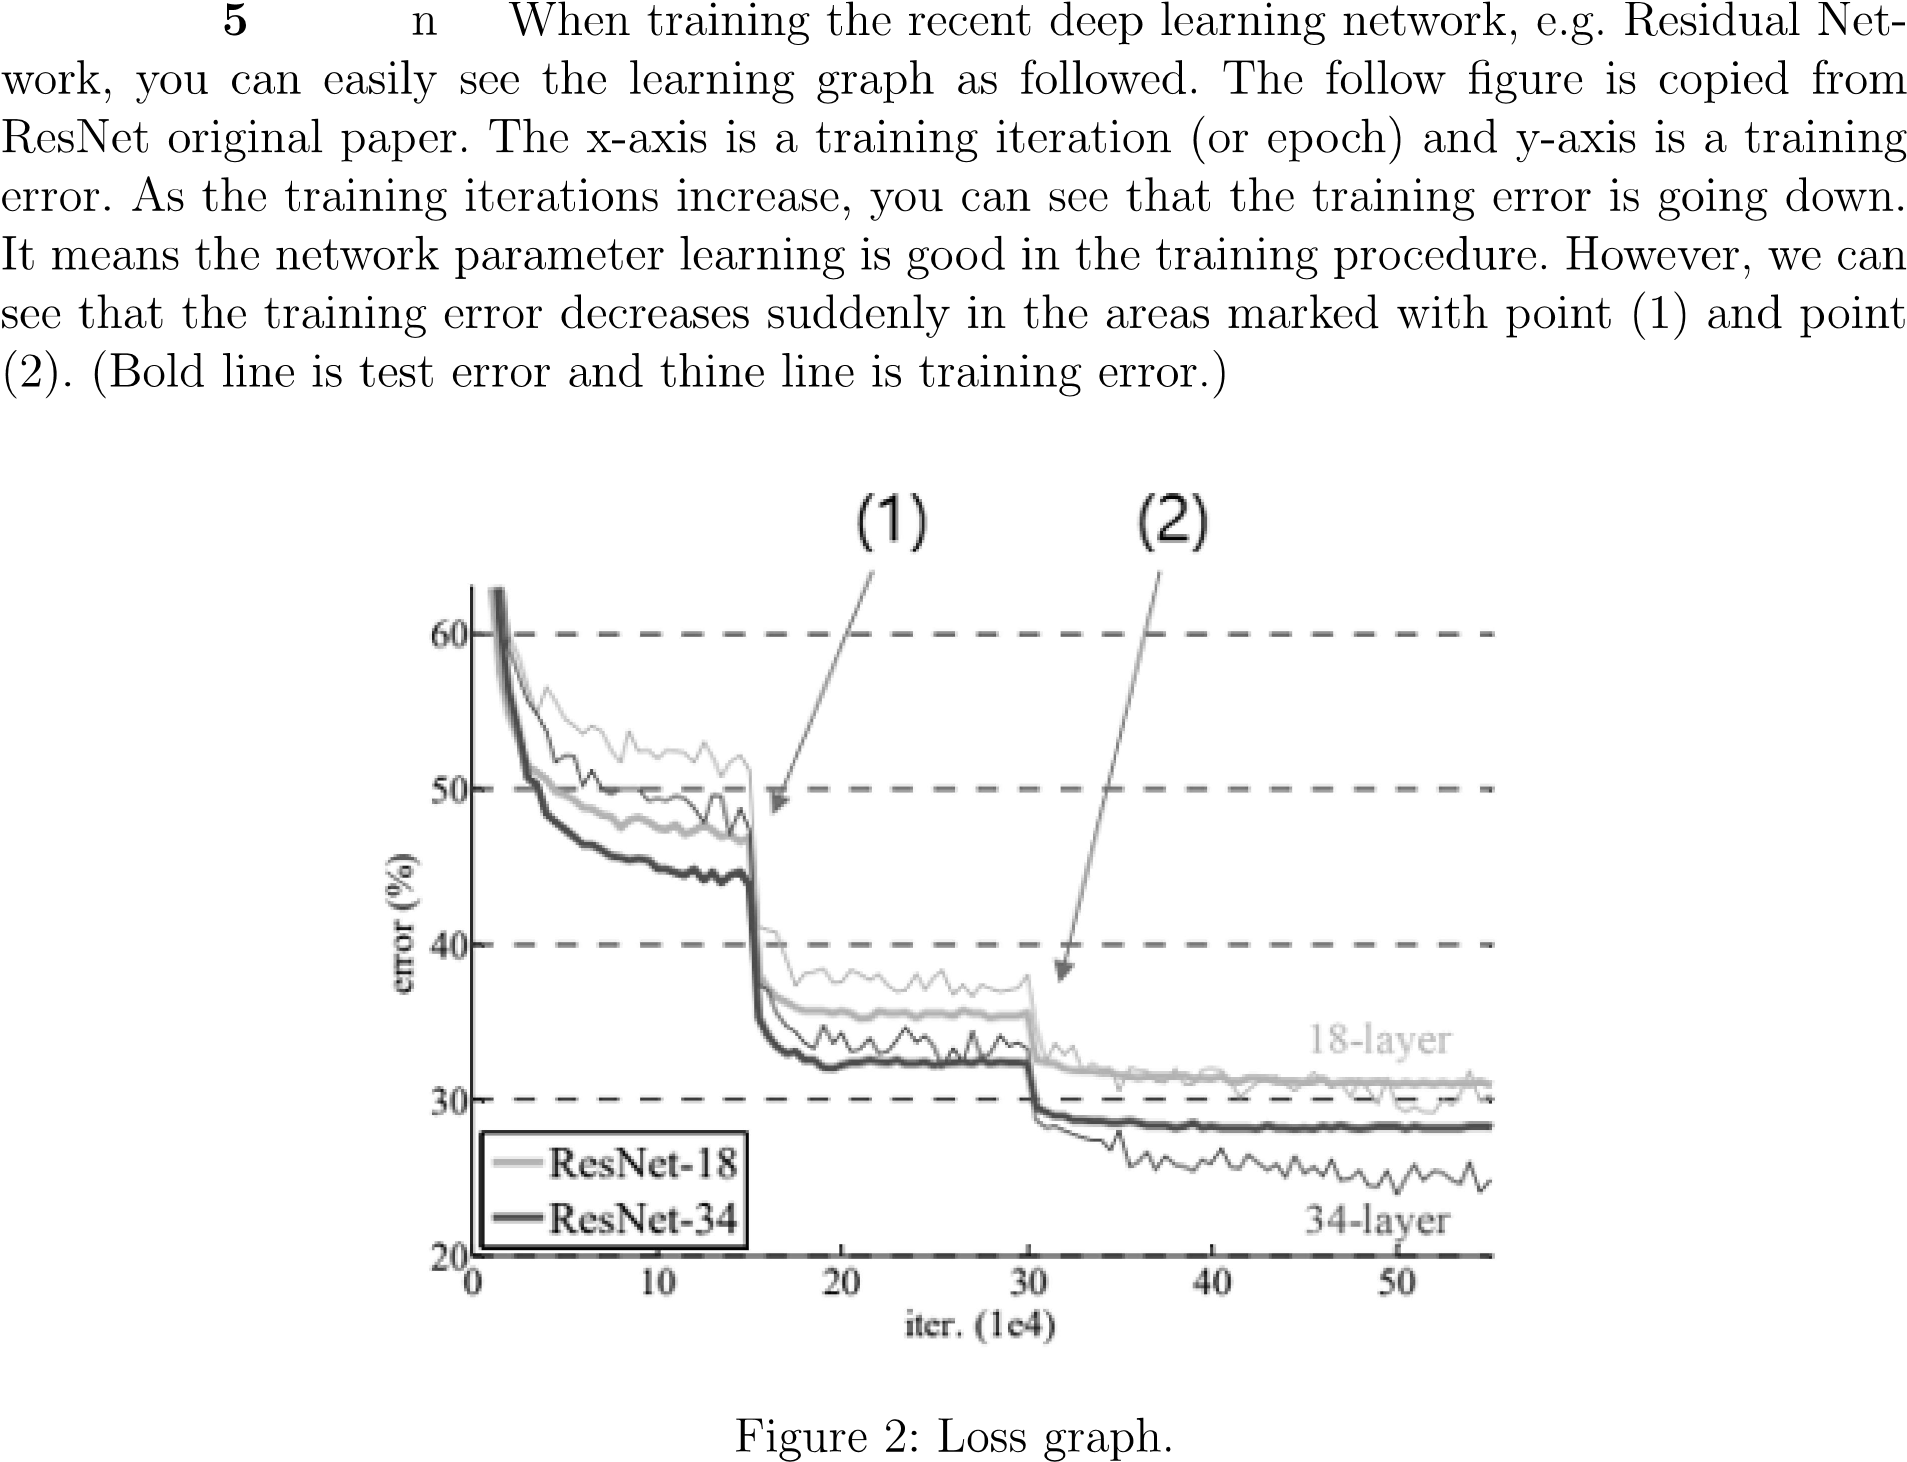 5 n When training the recent deep learning network, e.g. Residual Net-
work, you can easily see the learning graph as followed. The follow figure is copied from
ResNet original paper. The x-axis is a training iteration (or epoch) and y-axis is a training
error. As the training iterations increase, you can see that the training error is going down.
It means the network parameter learning is good in the training procedure. However, we can
see that the training error decreases suddenly in the areas marked with point (1) and point
(2). (Bold line is test error and thine line is training error.)
(1) (2)
60
50
40
error (%)
30
20
18-layer
ResNet-18
ResNet-34
34-layer
0 10 20 30 40 50
iter. (1e4)
Figure 2: Loss graph.